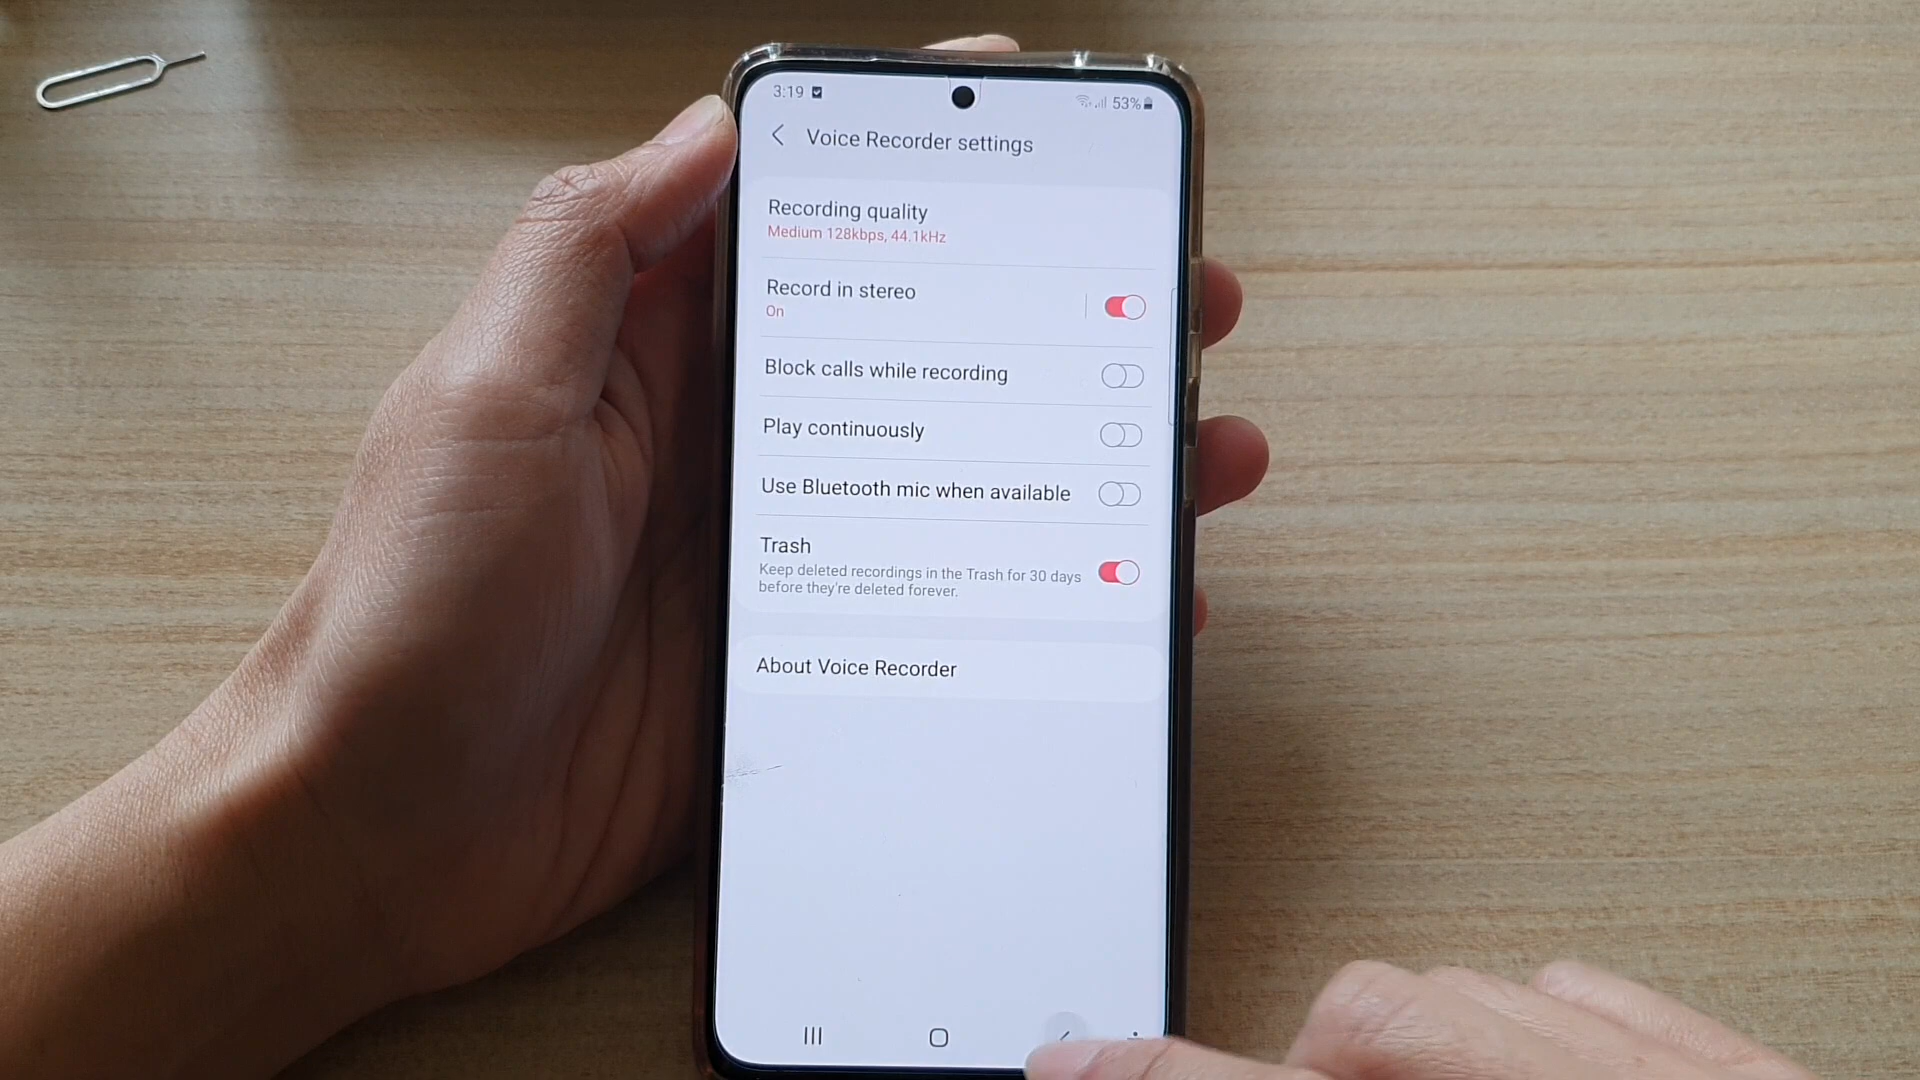 3:19
53%
Voice Recorder settings
Recording quality
Medium 128kbps, 44.1kHz
Record in stereo
On
Block calls while recording
Play continuously
Use Bluetooth mic when available
Trash
Keep deleted recordings in the Trash for 30 days
before they're deleted forever.
About Voice Recorder